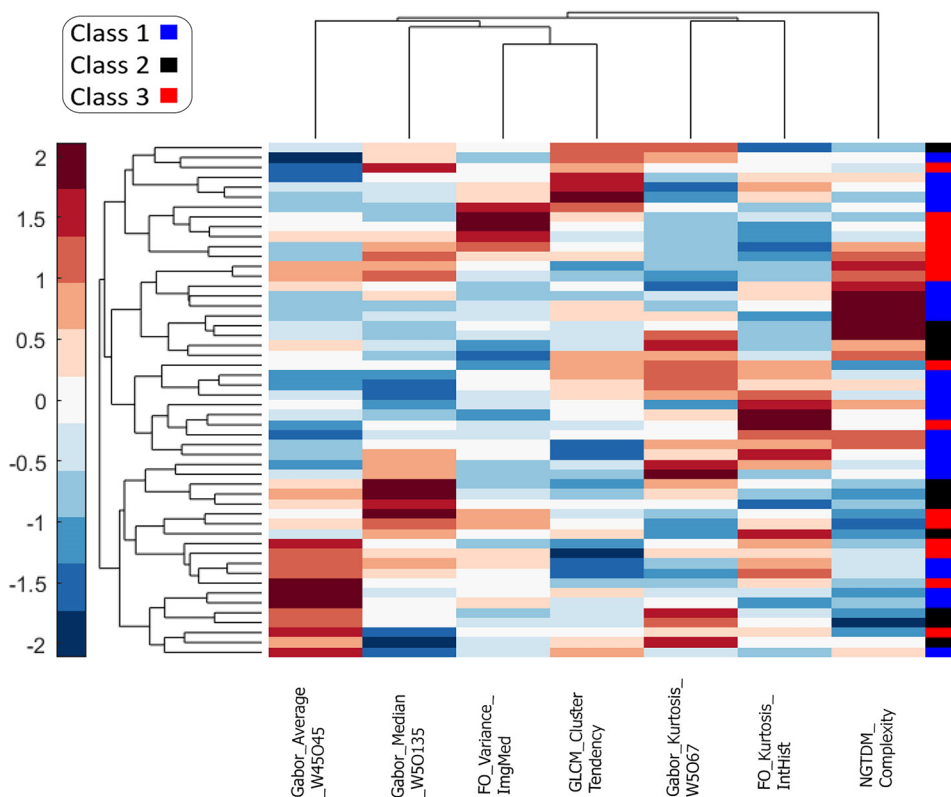 Class 1
Class 2
Class 3
2
1.5
1
0.5
0
-0.5
-1
-1.5
-2
Gabor_Average
_W45O45
Gabor_Median
_W5O135
FO_Variance_
ImgMed
GLCM_Cluster
Tendency
Gabor_Kurtosis_
W5O67
FO_Kurtosis_
IntHist
NGTDM_
Complexity